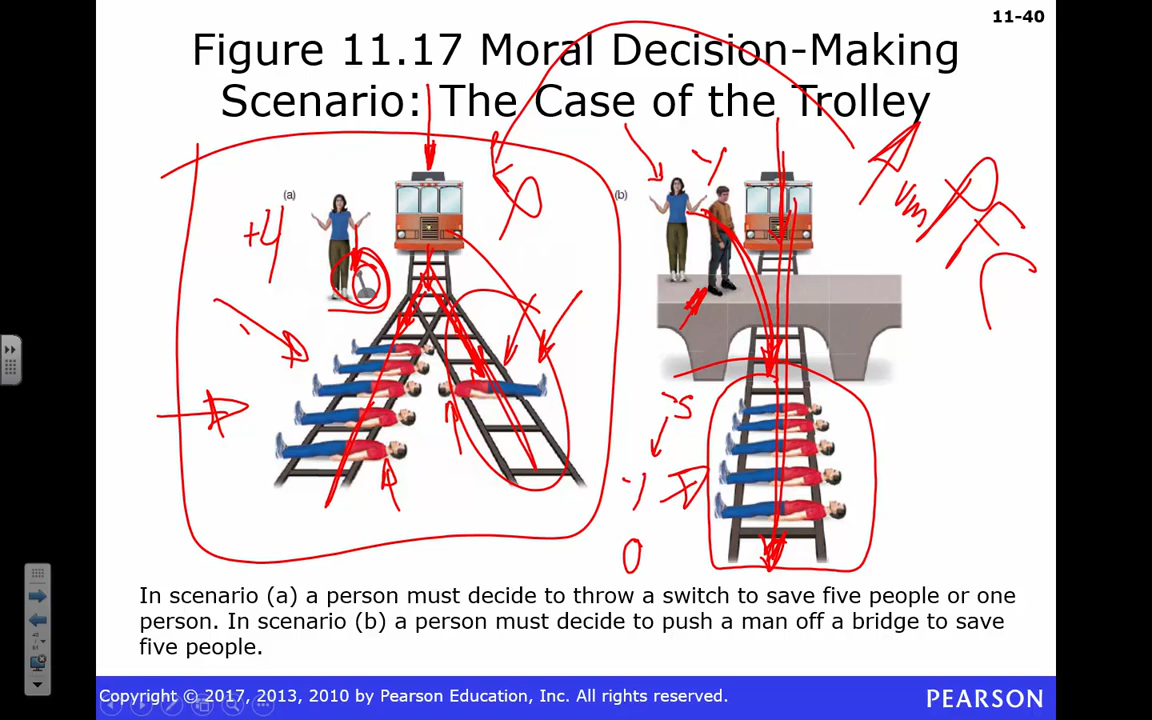 11-40
Figure 11.17 Moral Decision-Making
Scenario: The Case of the Trolley
(a)
(b)
+4
In scenario (a) a person must decide to throw a switch to save five people or one
person. In scenario (b) a person must decide to push a man off a bridge to save
five people.
Copyright © 2017, 2013, 2010 by Pearson Education, Inc. All rights reserved.
PEARSON